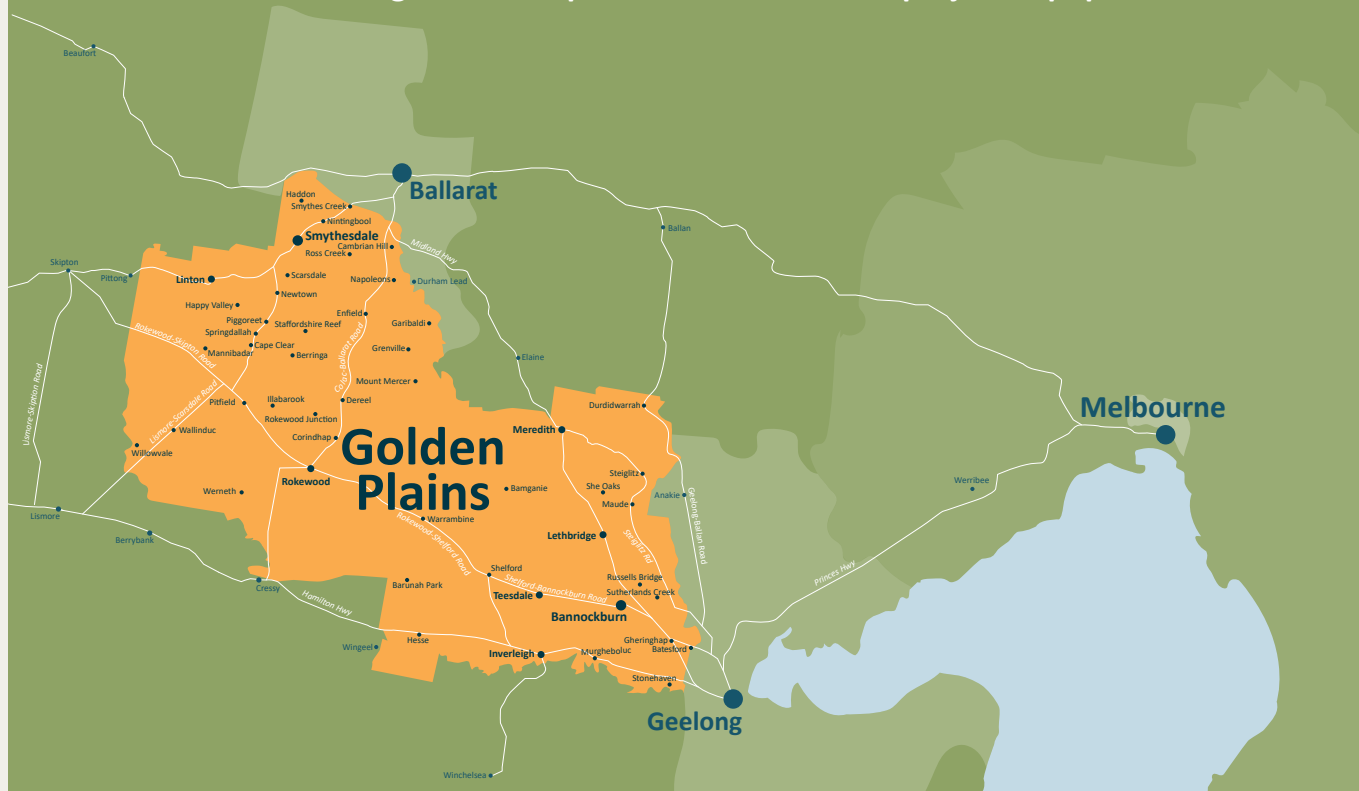 Beaufort
Ballarat
Haddon
Smythes Creek
Nintingbool
Smythesdale
Cambrian Hill
Ross Creek
Midland Hwy
Ballan
Skipton
Pittong
Linton
Scarsdale
Napoleons
Durham Lead
Newtown
Happy Valley
Piggoreet
Staffordshire Reef
Enfield
Garibaldi
Springdallah
Cape Clear
Mannibadar
Berringa
Grenville
Rokewood-Skipton Road
Colac-Ballarat Road
Elaine
Mount Mercer
Lismore-Skiption Road
Lismore-Scarsdale Road
Pitfield
Illabarook
Dereel
Rokewood Junction
Durdidwarrah
Melbourne
Wallinduc
Corindhap
Golden
Plains
Meredith
Willowvale
Rokewood
Steiglitz
She Oaks
Werneth
Bamganie
Maude
Anakie
Geelong-Ballan Road
Werribee
Lismore
Berrybank
Warrambine
Rokewood-Shelford Road
Lethbridge
Steiglitz Rd
Cressy
Hamilton Hwy
Barunah Park
Shelford
Shelford-Bannockburn Road
Russells Bridge
Sutherlands Creek
Princes Hwy
Teesdale
Bannockburn
Wingeel
Hesse
Inverleigh
Gheringhap
Murgheboluc
Batesford
Stonehaven
Geelong
Winchelsea